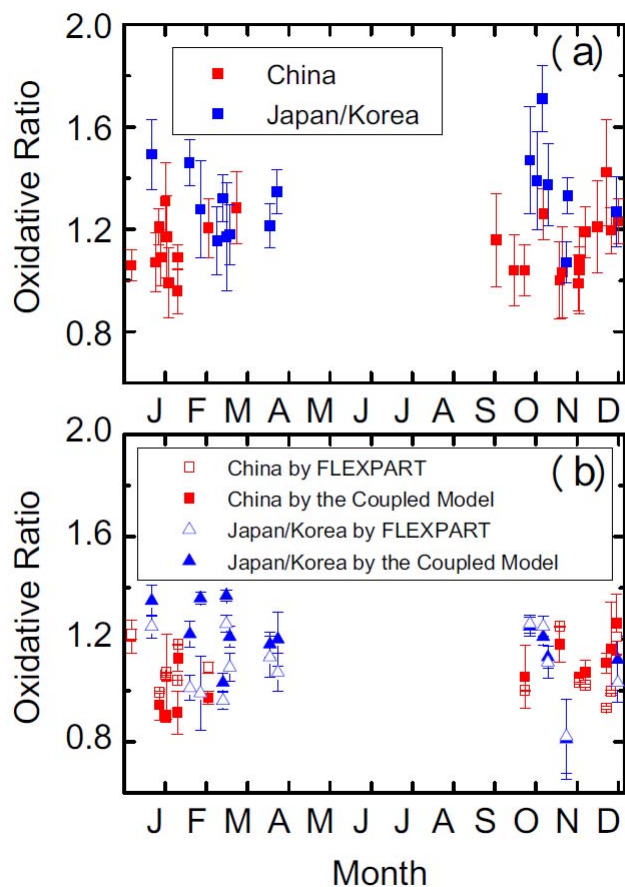 2.0
(a)
China
Japan/Korea
1.6
1.2
0.8
Oxidative Ratio
J F M A M J J A S O N D
2.0
(b)
China by FLEXPART
China by the Coupled Model
Japan/Korea by FLEXPART
Japan/Korea by the Coupled Model
1.6
1.2
0.8
Oxidative Ratio
J F M A M J J A S O N D
Month